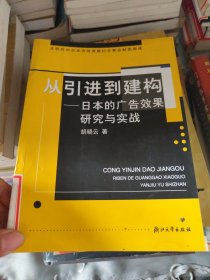 从引进到建构
——日本的广告效果
研究与实战
胡晓云 著
CONG YINJIN DAO JIANGOU
RIBEN DE GUANGGAO XIAOGUO
YANJIU YU SHIZHAN
浙江大学出版社